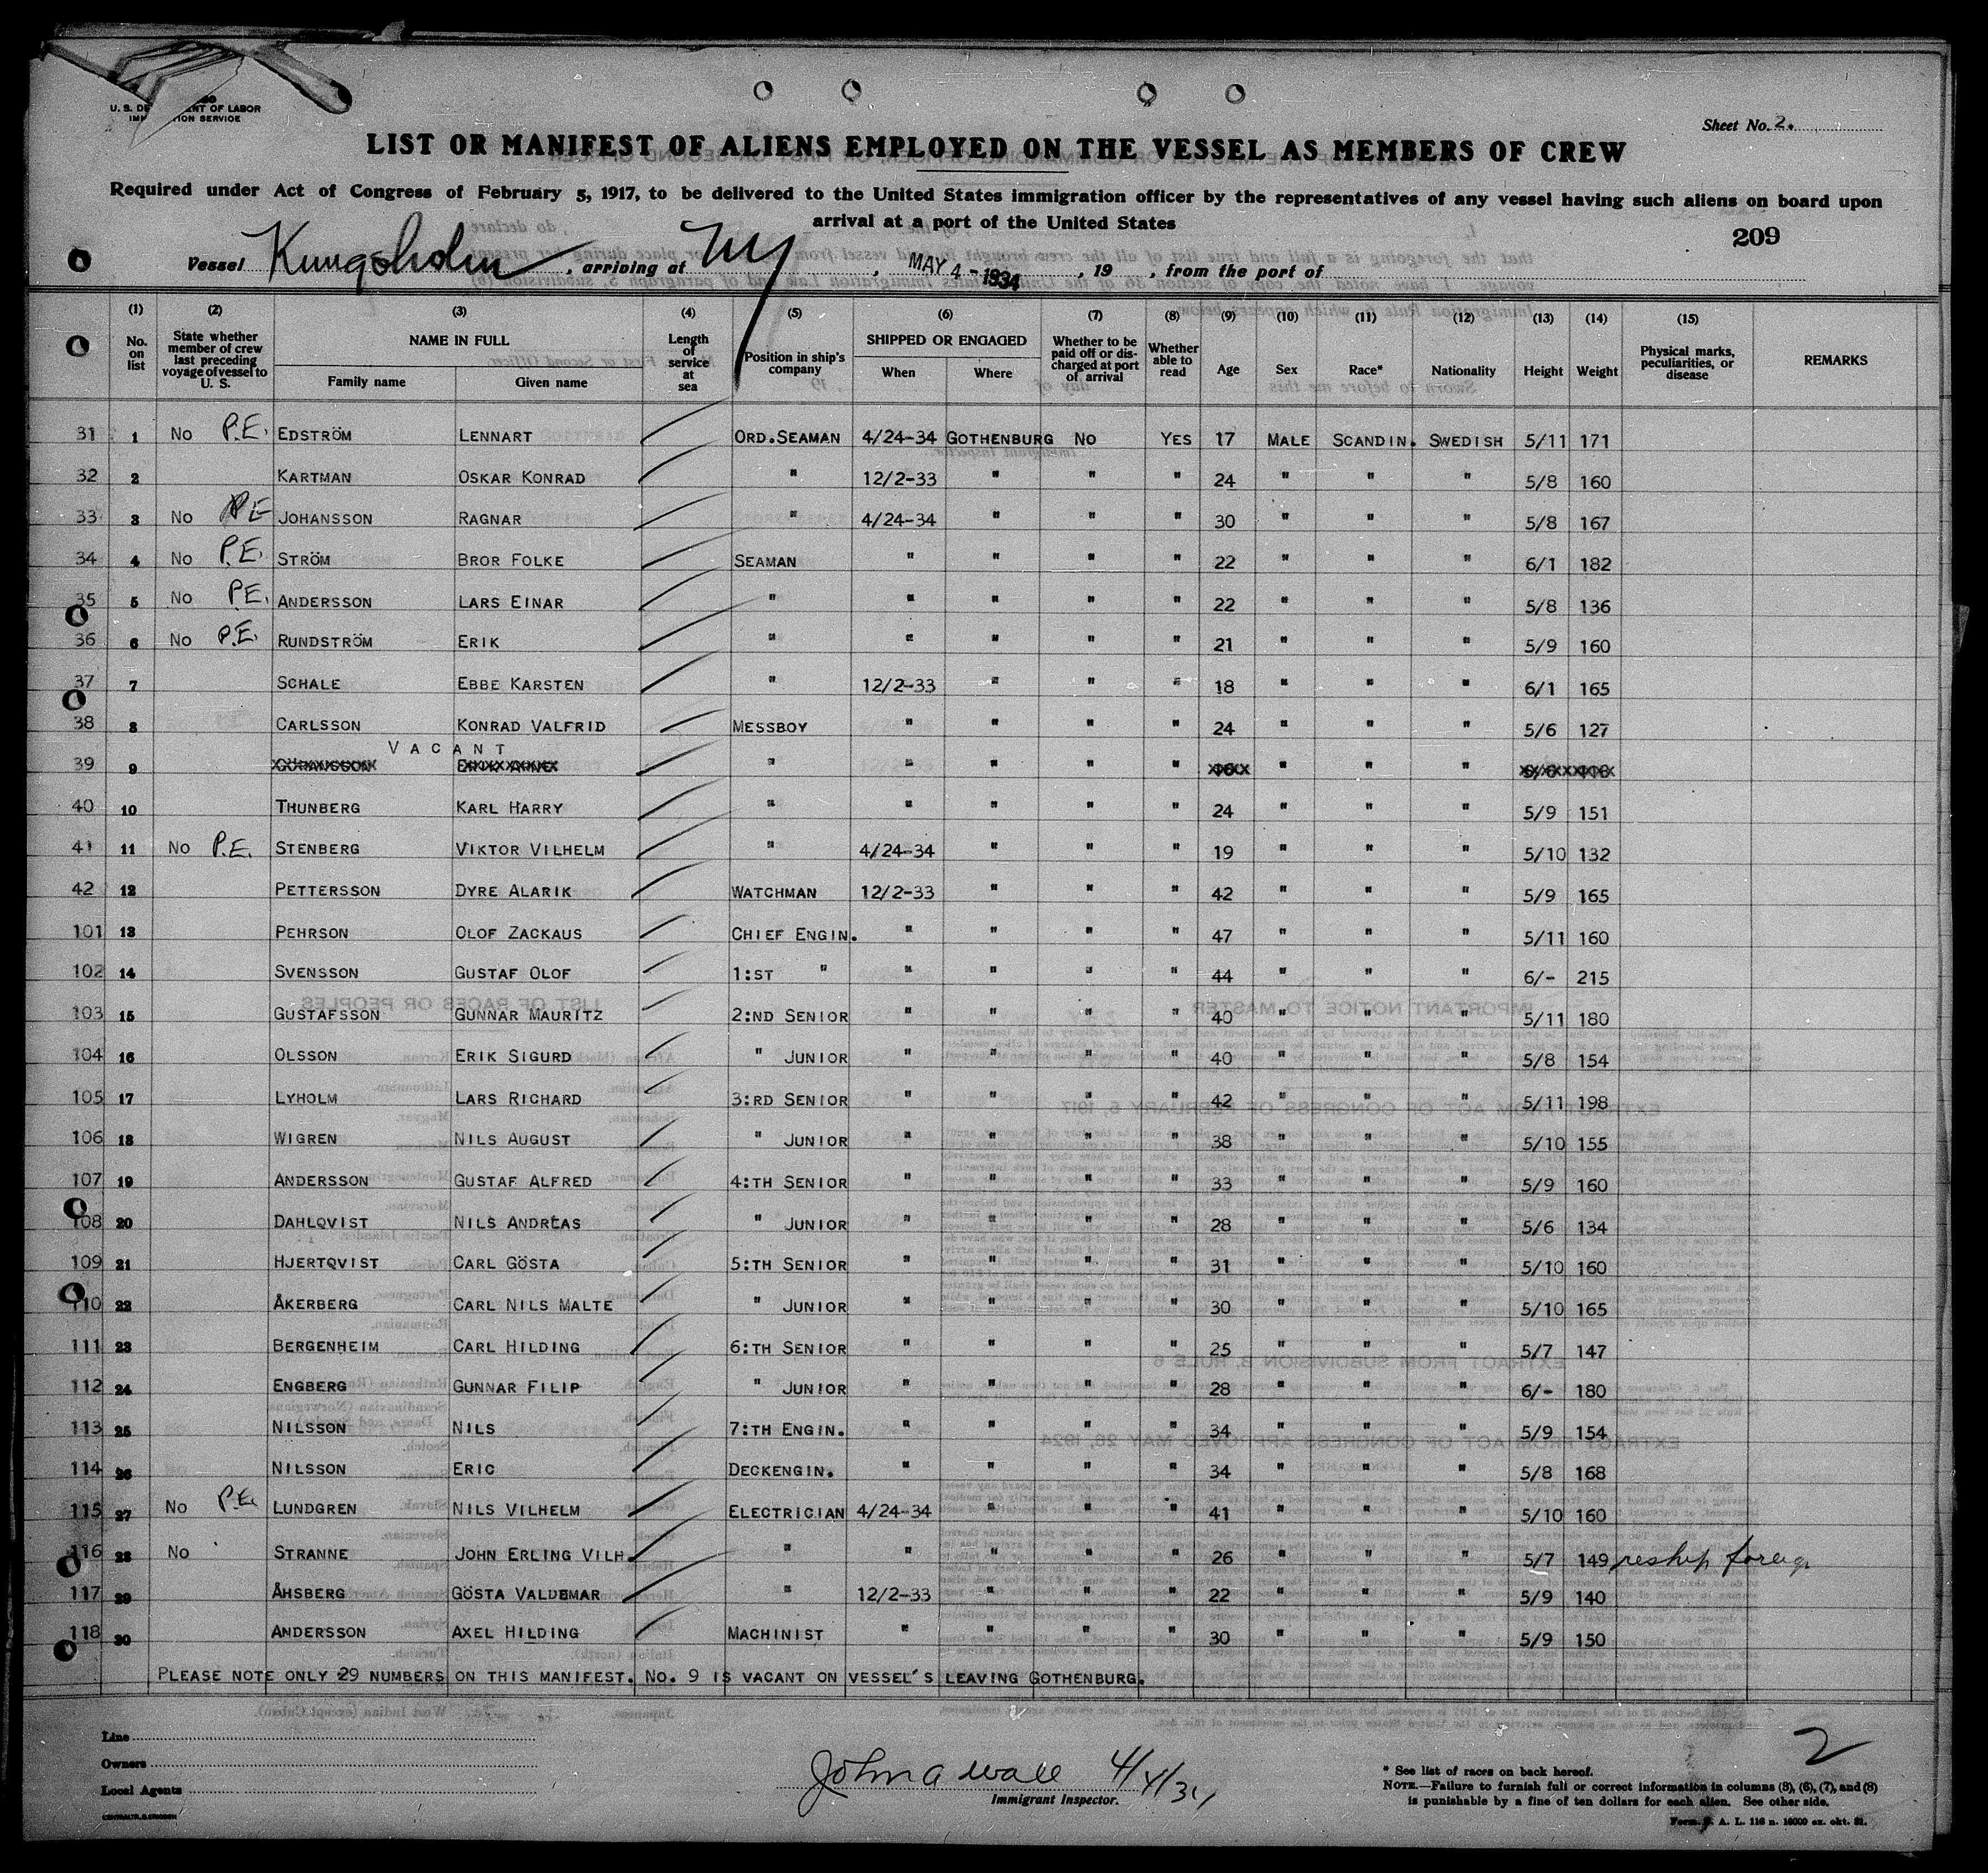 U. S. DE NT OF LABOR
IMM TION SERVICE
Sheet No. 2.
LIST OR MANIFEST OF ALIENS EMPLOYED ON THE VESSEL AS MEMBERS OF CREW
Required under Act of Congress of February 5, 1917, to be delivered to the United States immigration officer by the representatives of any vessel having such aliens on board upon
arrival at a port of the United States
209
Vessel Kungsholm, arriving at NY, MAY 4 - 1934, 19 , from the port of
(1) (2) (3) (4) (5) (6) (7) (8) (9) (10) (11) (12) (13) (14) (15)
No. on list State whether member of crew last preceding voyage of vessel to U. S. NAME IN FULL Family name Given name Length of service at sea Position in ship's company SHIPPED OR ENGAGED When Where Whether to be paid off or discharged at port of arrival Whether able to read Age Sex Race* Nationality Height Weight Physical marks, peculiarities, or disease REMARKS
31 1 No P.E. EDSTRÖM LENNART ORD.SEAMAN 4/24-34 GOTHENBURG NO YES 17 MALE SCANDIN. SWEDISH 5/11 171
32 2 KARTMAN OSKAR KONRAD " 12/2-33 " " " 24 " " " 5/8 160
33 3 No PE JOHANSSON RAGNAR " 4/24-34 " " " 30 " " " 5/8 167
34 4 No P.E. STRÖM BROR FOLKE SEAMAN " " " " 22 " " " 6/1 182
35 5 No P.E. ANDERSSON LARS EINAR " " " " " 22 " " " 5/8 136
36 6 No P.E. RUNDSTRÖM ERIK " " " " " 21 " " " 5/9 160
37 7 SCHALE EBBE KARSTEN " 12/2-33 " " " 18 " " " 6/1 165
38 8 CARLSSON KONRAD VALFRID MESSBOY " " " " 24 " " " 5/6 127
VACANT
39 9 " " " " " " " "
40 10 THUNBERG KARL HARRY " " " " " 24 " " " 5/9 151
41 11 No P.E. STENBERG VIKTOR VILHELM " 4/24-34 " " " 19 " " " 5/10 132
42 12 PETTERSSON DYRE ALARIK WATCHMAN 12/2-33 " " " 42 " " " 5/9 165
101 13 PEHRSON OLOF ZACKAUS CHIEF ENGIN. " " " " 47 " " " 5/11 160
102 14 SVENSSON GUSTAF OLOF 1:ST " " " " " 44 " " " 6/- 215
103 15 GUSTAFSSON GUNNAR MAURITZ 2:ND SENIOR " " " " 40 " " " 5/11 180
104 16 OLSSON ERIK SIGURD " JUNIOR " " " " 40 " " " 5/8 154
105 17 LYHOLM LARS RICHARD 3:RD SENIOR " " " " 42 " " " 5/11 198
106 18 WIGREN NILS AUGUST " JUNIOR " " " " 38 " " " 5/10 155
107 19 ANDERSSON GUSTAF ALFRED 4:TH SENIOR " " " " 33 " " " 5/9 160
108 20 DAHLQVIST NILS ANDREAS " JUNIOR " " " " 28 " " " 5/6 134
109 21 HJERTQVIST CARL GÖSTA 5:TH SENIOR " " " " 31 " " " 5/10 160
110 22 ÅKERBERG CARL NILS MALTE " JUNIOR " " " " 30 " " " 5/10 165
111 23 BERGENHEIM CARL HILDING 6:TH SENIOR " " " " 25 " " " 5/7 147
112 24 ENGBERG GUNNAR FILIP " JUNIOR " " " " 28 " " " 6/- 180
113 25 NILSSON NILS 7:TH ENGIN. " " " " 34 " " " 5/9 154
114 26 NILSSON ERIC DECKENGIN. " " " " 34 " " " 5/8 168
115 27 No P.E. LUNDGREN NILS VILHELM ELECTRICIAN 4/24-34 " " " 41 " " " 5/10 160
116 28 No STRANNE JOHN ERLING VILH. " " " " " 26 " " " 5/7 149 reship foreign
117 29 ÅHSBERG GÖSTA VALDEMAR " 12/2-33 " " " 22 " " " 5/9 140
118 30 ANDERSSON AXEL HILDING MACHINIST " " " " 30 " " " 5/9 150
PLEASE NOTE ONLY 29 NUMBERS ON THIS MANIFEST. NO. 9 IS VACANT ON VESSEL'S LEAVING GOTHENBURG.
Line
Owners
Local Agents
John A Wall
Immigrant Inspector.
2
* See list of races on back hereof.
NOTE.—Failure to furnish full or correct information in columns (3), (6), (7), and (8)
is punishable by a fine of ten dollars for each alien. See other side.
A. L. 116 n. 10000 ex. okt. 31.